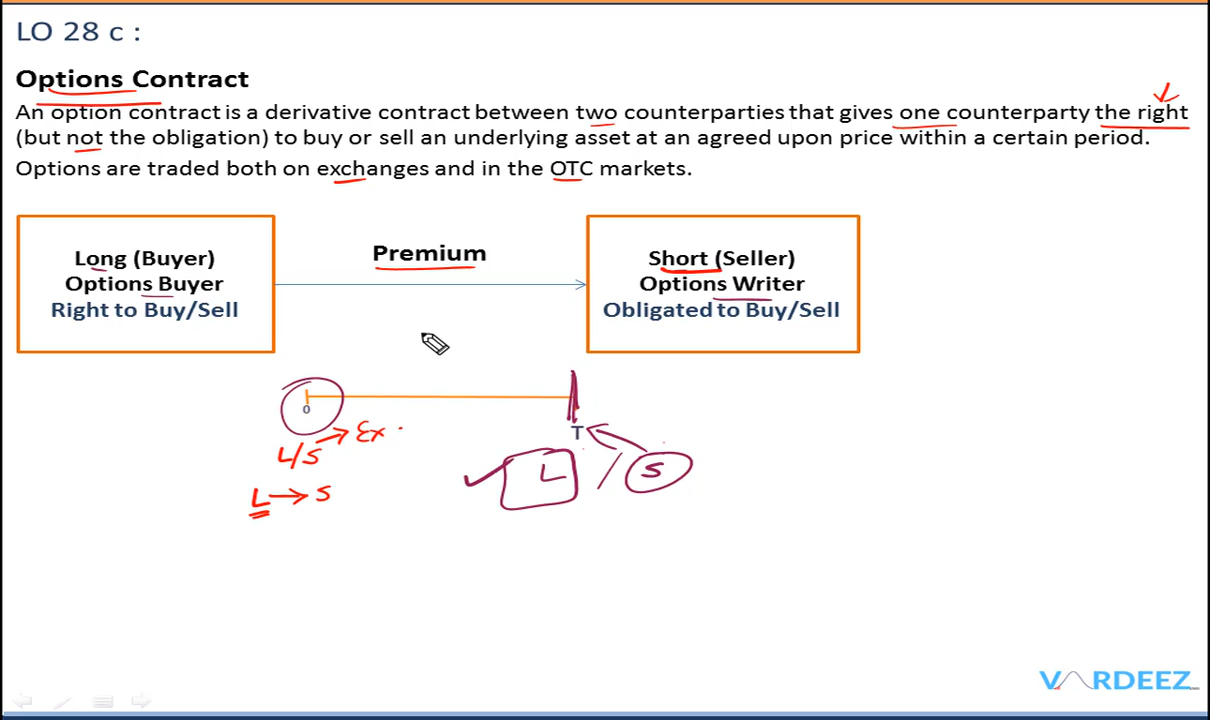 LO 28 c :
Options Contract
An option contract is a derivative contract between two counterparties that gives one counterparty the right
(but not the obligation) to buy or sell an underlying asset at an agreed upon price within a certain period.
Options are traded both on exchanges and in the OTC markets.
Long (Buyer)
Options Buyer
Right to Buy/Sell
Premium
Short (Seller)
Options Writer
Obligated to Buy/Sell
0
T
L/S → Ex.
L → S
L / S
VARDEEZ